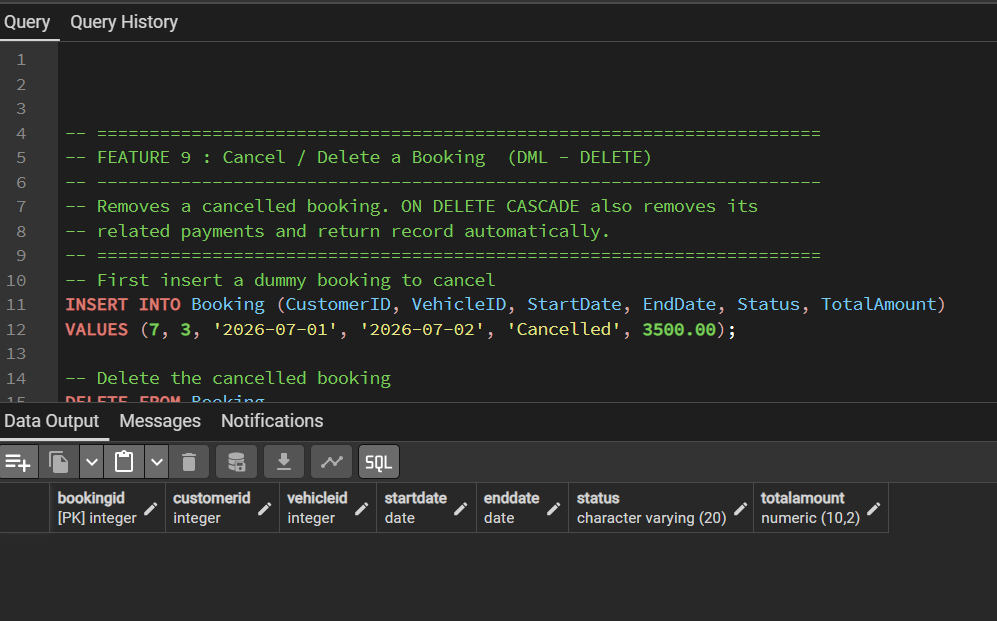 Query Query History
1
2
3
4 -- =====================================================================
5 -- FEATURE 9 : Cancel / Delete a Booking  (DML - DELETE)
6 -- ---------------------------------------------------------------------
7 -- Removes a cancelled booking. ON DELETE CASCADE also removes its
8 -- related payments and return record automatically.
9 -- =====================================================================
10 -- First insert a dummy booking to cancel
11 INSERT INTO Booking (CustomerID, VehicleID, StartDate, EndDate, Status, TotalAmount)
12 VALUES (7, 3, '2026-07-01', '2026-07-02', 'Cancelled', 3500.00);
13
14 -- Delete the cancelled booking
15 DELETE FROM Booking
Data Output Messages Notifications
SQL
bookingid customerid vehicleid startdate enddate status totalamount
[PK] integer integer integer date date character varying (20) numeric (10,2)